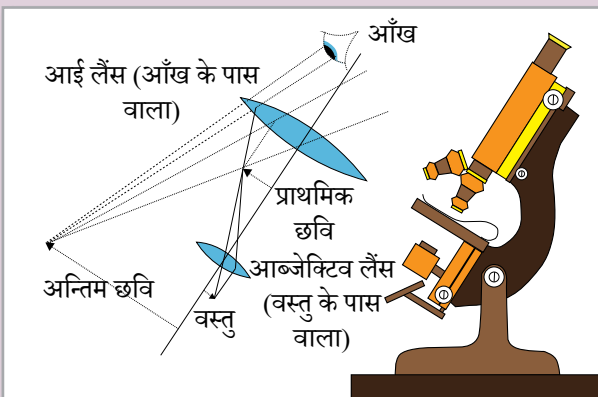 आँख
आई लैंस (आँख के पास
वाला)
प्राथमिक
छवि
आब्जेक्टिव लैंस
(वस्तु के पास
वाला)
अन्तिम छवि
वस्तु